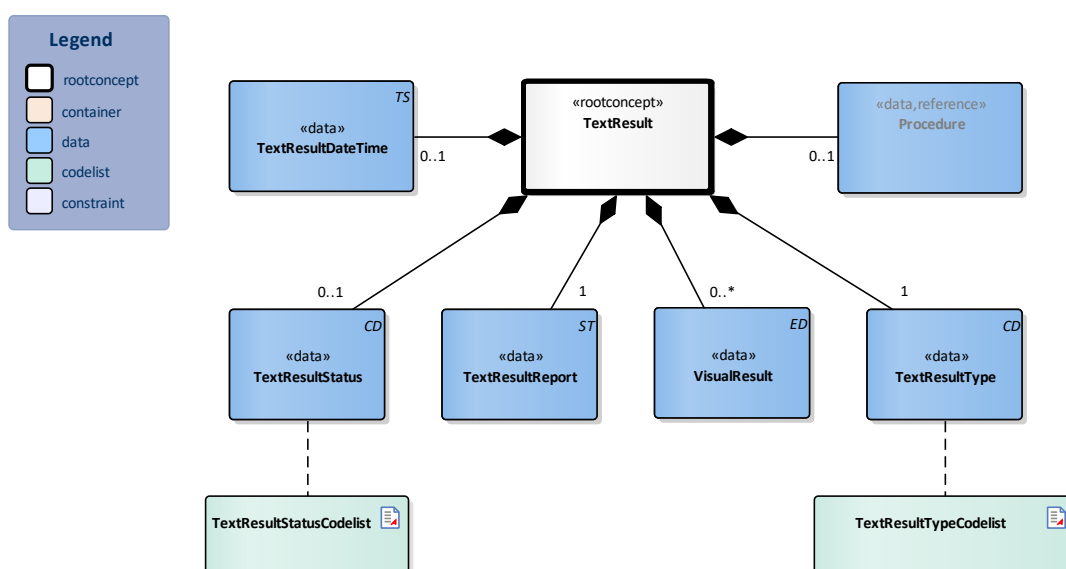 Legend
rootconcept
container
data
codelist
constraint
TS
«data»
TextResultDateTime
0..1
«rootconcept»
TextResult
«data,reference»
Procedure
0..1
0..1
1
0..*
1
CD
«data»
TextResultStatus
ST
«data»
TextResultReport
ED
«data»
VisualResult
CD
«data»
TextResultType
TextResultStatusCodelist
TextResultTypeCodelist